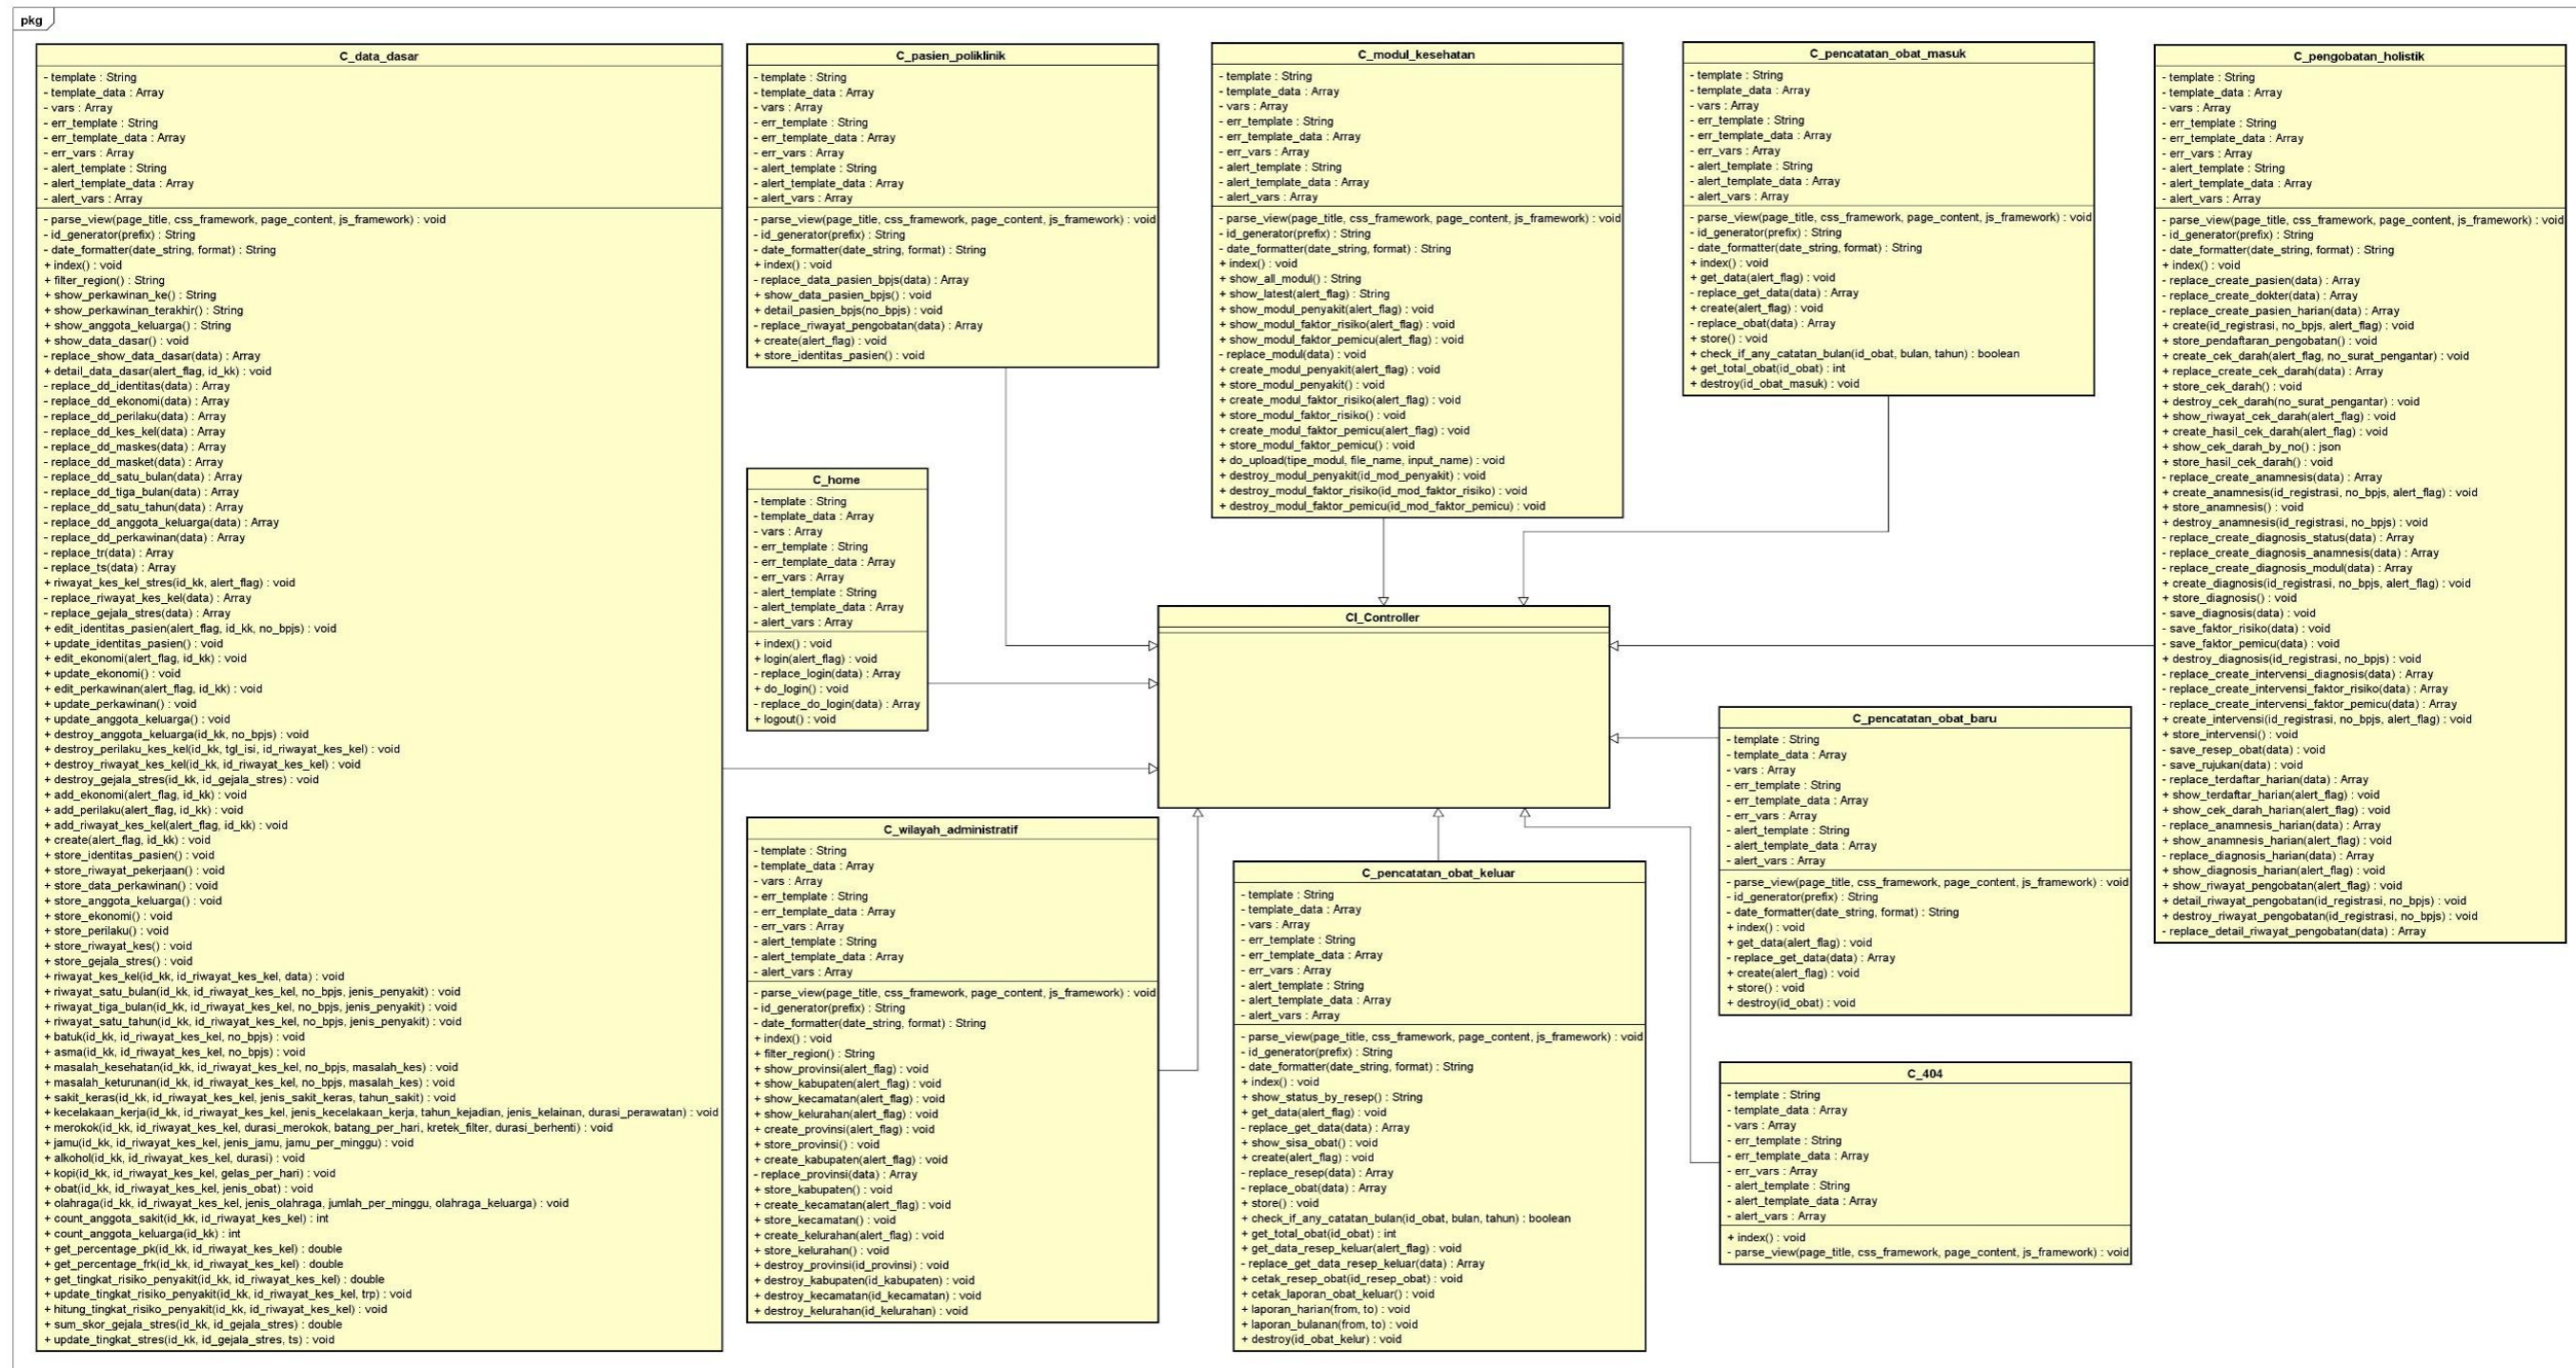 pkg
C_data_dasar
- template : String
- template_data : Array
- vars : Array
- err_template : String
- err_template_data : Array
- err_vars : Array
- alert_template : String
- alert_template_data : Array
- alert_vars : Array
- parse_view(page_title, css_framework, page_content, js_framework) : void
- id_generator(prefix) : String
- date_formatter(date_string, format) : String
+ index() : void
+ filter_region() : String
+ show_perkawinan_ke() : String
+ show_perkawinan_terakhir() : String
+ show_anggota_keluarga() : String
+ show_data_dasar() : void
- replace_show_data_dasar(data) : Array
+ detail_data_dasar(alert_flag, id_kk) : void
- replace_dd_identitas(data) : Array
- replace_dd_ekonomi(data) : Array
- replace_dd_perilaku(data) : Array
- replace_dd_kes_kel(data) : Array
- replace_dd_maskes(data) : Array
- replace_dd_masket(data) : Array
- replace_dd_satu_bulan(data) : Array
- replace_dd_tiga_bulan(data) : Array
- replace_dd_satu_tahun(data) : Array
- replace_dd_anggota_keluarga(data) : Array
- replace_dd_perkawinan(data) : Array
- replace_tr(data) : Array
- replace_ts(data) : Array
+ riwayat_kes_kel_stres(id_kk, alert_flag) : void
- replace_riwayat_kes_kel(data) : Array
- replace_gejala_stres(data) : Array
+ edit_identitas_pasien(alert_flag, id_kk, no_bpjs) : void
+ update_identitas_pasien() : void
+ edit_ekonomi(alert_flag, id_kk) : void
+ update_ekonomi() : void
+ edit_perkawinan(alert_flag, id_kk) : void
+ update_perkawinan() : void
+ update_anggota_keluarga() : void
+ destroy_anggota_keluarga(id_kk, no_bpjs) : void
+ destroy_perilaku_kes_kel(id_kk, tgl_isi, id_riwayat_kes_kel) : void
+ destroy_riwayat_kes_kel(id_kk, id_riwayat_kes_kel) : void
+ destroy_gejala_stres(id_kk, id_gejala_stres) : void
+ add_ekonomi(alert_flag, id_kk) : void
+ add_perilaku(alert_flag, id_kk) : void
+ add_riwayat_kes_kel(alert_flag, id_kk) : void
+ create(alert_flag, id_kk) : void
+ store_identitas_pasien() : void
+ store_riwayat_pekerjaan() : void
+ store_data_perkawinan() : void
+ store_anggota_keluarga() : void
+ store_ekonomi() : void
+ store_perilaku() : void
+ store_riwayat_kes() : void
+ store_gejala_stres() : void
+ riwayat_kes_kel(id_kk, id_riwayat_kes_kel, data) : void
+ riwayat_satu_bulan(id_kk, id_riwayat_kes_kel, no_bpjs, jenis_penyakit) : void
+ riwayat_tiga_bulan(id_kk, id_riwayat_kes_kel, no_bpjs, jenis_penyakit) : void
+ riwayat_satu_tahun(id_kk, id_riwayat_kes_kel, no_bpjs, jenis_penyakit) : void
+ batuk(id_kk, id_riwayat_kes_kel, no_bpjs) : void
+ asma(id_kk, id_riwayat_kes_kel, no_bpjs) : void
+ masalah_kesehatan(id_kk, id_riwayat_kes_kel, no_bpjs, masalah_kes) : void
+ masalah_keturunan(id_kk, id_riwayat_kes_kel, no_bpjs, masalah_kes) : void
+ sakit_keras(id_kk, id_riwayat_kes_kel, jenis_sakit_keras, tahun_sakit) : void
+ kecelakaan_kerja(id_kk, id_riwayat_kes_kel, jenis_kecelakaan_kerja, tahun_kejadian, jenis_kelainan, durasi_perawatan) : void
+ merokok(id_kk, id_riwayat_kes_kel, durasi_merokok, batang_per_hari, kretek_filter, durasi_berhenti) : void
+ jamu(id_kk, id_riwayat_kes_kel, jenis_jamu, jamu_per_minggu) : void
+ alkohol(id_kk, id_riwayat_kes_kel, durasi) : void
+ kopi(id_kk, id_riwayat_kes_kel, gelas_per_hari) : void
+ obat(id_kk, id_riwayat_kes_kel, jenis_obat) : void
+ olahraga(id_kk, id_riwayat_kes_kel, jenis_olahraga, jumlah_per_minggu, olahraga_keluarga) : void
+ count_anggota_sakit(id_kk, id_riwayat_kes_kel) : int
+ count_anggota_keluarga(id_kk) : int
+ get_percentage_pk(id_kk, id_riwayat_kes_kel) : double
+ get_percentage_frk(id_kk, id_riwayat_kes_kel) : double
+ get_tingkat_risiko_penyakit(id_kk, id_riwayat_kes_kel) : double
+ update_tingkat_risiko_penyakit(id_kk, id_riwayat_kes_kel, trp) : void
+ hitung_tingkat_risiko_penyakit(id_kk, id_riwayat_kes_kel) : void
+ sum_skor_gejala_stres(id_kk, id_gejala_stres) : double
+ update_tingkat_stres(id_kk, id_gejala_stres, ts) : void
C_pasien_poliklinik
- template : String
- template_data : Array
- vars : Array
- err_template : String
- err_template_data : Array
- err_vars : Array
- alert_template : String
- alert_template_data : Array
- alert_vars : Array
- parse_view(page_title, css_framework, page_content, js_framework) : void
- id_generator(prefix) : String
- date_formatter(date_string, format) : String
+ index() : void
- replace_data_pasien_bpjs(data) : Array
+ show_data_pasien_bpjs() : void
+ detail_pasien_bpjs(no_bpjs) : void
- replace_riwayat_pengobatan(data) : Array
+ create(alert_flag) : void
+ store_identitas_pasien() : void
C_home
- template : String
- template_data : Array
- vars : Array
- err_template : String
- err_template_data : Array
- err_vars : Array
- alert_template : String
- alert_template_data : Array
- alert_vars : Array
+ index() : void
+ login(alert_flag) : void
- replace_login(data) : Array
+ do_login() : void
- replace_do_login(data) : Array
+ logout() : void
C_wilayah_administratif
- template : String
- template_data : Array
- vars : Array
- err_template : String
- err_template_data : Array
- err_vars : Array
- alert_template : String
- alert_template_data : Array
- alert_vars : Array
- parse_view(page_title, css_framework, page_content, js_framework) : void
- id_generator(prefix) : String
- date_formatter(date_string, format) : String
+ index() : void
+ filter_region() : String
+ show_provinsi(alert_flag) : void
+ show_kabupaten(alert_flag) : void
+ show_kecamatan(alert_flag) : void
+ show_kelurahan(alert_flag) : void
+ create_provinsi(alert_flag) : void
+ store_provinsi() : void
+ create_kabupaten(alert_flag) : void
- replace_provinsi(data) : Array
+ store_kabupaten() : void
+ create_kecamatan(alert_flag) : void
+ store_kecamatan() : void
+ create_kelurahan(alert_flag) : void
+ store_kelurahan() : void
+ destroy_provinsi(id_provinsi) : void
+ destroy_kabupaten(id_kabupaten) : void
+ destroy_kecamatan(id_kecamatan) : void
+ destroy_kelurahan(id_kelurahan) : void
C_modul_kesehatan
- template : String
- template_data : Array
- vars : Array
- err_template : String
- err_template_data : Array
- err_vars : Array
- alert_template : String
- alert_template_data : Array
- alert_vars : Array
- parse_view(page_title, css_framework, page_content, js_framework) : void
- id_generator(prefix) : String
- date_formatter(date_string, format) : String
+ index() : void
+ show_all_modul() : String
+ show_latest(alert_flag) : String
+ show_modul_penyakit(alert_flag) : void
+ show_modul_faktor_risiko(alert_flag) : void
+ show_modul_faktor_pemicu(alert_flag) : void
- replace_modul(data) : void
+ create_modul_penyakit(alert_flag) : void
+ store_modul_penyakit() : void
+ create_modul_faktor_risiko(alert_flag) : void
+ store_modul_faktor_risiko() : void
+ create_modul_faktor_pemicu(alert_flag) : void
+ store_modul_faktor_pemicu() : void
+ do_upload(tipe_modul, file_name, input_name) : void
+ destroy_modul_penyakit(id_mod_penyakit) : void
+ destroy_modul_faktor_risiko(id_mod_faktor_risiko) : void
+ destroy_modul_faktor_pemicu(id_mod_faktor_pemicu) : void
CI_Controller
C_pencatatan_obat_keluar
- template : String
- template_data : Array
- vars : Array
- err_template : String
- err_template_data : Array
- err_vars : Array
- alert_template : String
- alert_template_data : Array
- alert_vars : Array
- parse_view(page_title, css_framework, page_content, js_framework) : void
- id_generator(prefix) : String
- date_formatter(date_string, format) : String
+ index() : void
+ show_status_by_resep() : String
+ get_data(alert_flag) : void
- replace_get_data(data) : Array
+ show_sisa_obat() : void
+ create(alert_flag) : void
- replace_resep(data) : Array
- replace_obat(data) : Array
+ store() : void
+ check_if_any_catatan_bulan(id_obat, bulan, tahun) : boolean
+ get_total_obat(id_obat) : int
+ get_data_resep_keluar(alert_flag) : void
- replace_get_data_resep_keluar(data) : Array
+ cetak_resep_obat(id_resep_obat) : void
+ cetak_laporan_obat_keluar() : void
+ laporan_harian(from, to) : void
+ laporan_bulanan(from, to) : void
+ destroy(id_obat_kelur) : void
C_pencatatan_obat_masuk
- template : String
- template_data : Array
- vars : Array
- err_template : String
- err_template_data : Array
- err_vars : Array
- alert_template : String
- alert_template_data : Array
- alert_vars : Array
- parse_view(page_title, css_framework, page_content, js_framework) : void
- id_generator(prefix) : String
- date_formatter(date_string, format) : String
+ index() : void
+ get_data(alert_flag) : void
- replace_get_data(data) : Array
+ create(alert_flag) : void
- replace_obat(data) : Array
+ store() : void
+ check_if_any_catatan_bulan(id_obat, bulan, tahun) : boolean
+ get_total_obat(id_obat) : int
+ destroy(id_obat_masuk) : void
C_pencatatan_obat_baru
- template : String
- template_data : Array
- vars : Array
- err_template : String
- err_template_data : Array
- err_vars : Array
- alert_template : String
- alert_template_data : Array
- alert_vars : Array
- parse_view(page_title, css_framework, page_content, js_framework) : void
- id_generator(prefix) : String
- date_formatter(date_string, format) : String
+ index() : void
+ get_data(alert_flag) : void
- replace_get_data(data) : Array
+ create(alert_flag) : void
+ store() : void
+ destroy(id_obat) : void
C_404
- template : String
- template_data : Array
- vars : Array
- err_template : String
- err_template_data : Array
- err_vars : Array
- alert_template : String
- alert_template_data : Array
- alert_vars : Array
+ index() : void
- parse_view(page_title, css_framework, page_content, js_framework) : void
C_pengobatan_holistik
- template : String
- template_data : Array
- vars : Array
- err_template : String
- err_template_data : Array
- err_vars : Array
- alert_template : String
- alert_template_data : Array
- alert_vars : Array
- parse_view(page_title, css_framework, page_content, js_framework) : void
- id_generator(prefix) : String
- date_formatter(date_string, format) : String
+ index() : void
- replace_create_pasien(data) : Array
- replace_create_dokter(data) : Array
- replace_create_pasien_harian(data) : Array
+ create(id_registrasi, no_bpjs, alert_flag) : void
+ store_pendaftaran_pengobatan() : void
+ create_cek_darah(alert_flag, no_surat_pengantar) : void
+ replace_create_cek_darah(data) : Array
+ store_cek_darah() : void
+ destroy_cek_darah(no_surat_pengantar) : void
+ show_riwayat_cek_darah(alert_flag) : void
+ create_hasil_cek_darah(alert_flag) : void
+ show_cek_darah_by_no() : json
+ store_hasil_cek_darah() : void
- replace_create_anamnesis(data) : Array
+ create_anamnesis(id_registrasi, no_bpjs, alert_flag) : void
+ store_anamnesis() : void
+ destroy_anamnesis(id_registrasi, no_bpjs) : void
- replace_create_diagnosis_status(data) : Array
- replace_create_diagnosis_anamnesis(data) : Array
- replace_create_diagnosis_modul(data) : Array
+ create_diagnosis(id_registrasi, no_bpjs, alert_flag) : void
+ store_diagnosis() : void
- save_diagnosis(data) : void
- save_faktor_risiko(data) : void
- save_faktor_pemicu(data) : void
+ destroy_diagnosis(id_registrasi, no_bpjs) : void
- replace_create_intervensi_diagnosis(data) : Array
- replace_create_intervensi_faktor_risiko(data) : Array
- replace_create_intervensi_faktor_pemicu(data) : Array
+ create_intervensi(id_registrasi, no_bpjs, alert_flag) : void
+ store_intervensi() : void
- save_resep_obat(data) : void
- save_rujukan(data) : void
- replace_terdaftar_harian(data) : Array
+ show_terdaftar_harian(alert_flag) : void
+ show_cek_darah_harian(alert_flag) : void
- replace_anamnesis_harian(data) : Array
+ show_anamnesis_harian(alert_flag) : void
- replace_diagnosis_harian(data) : Array
+ show_diagnosis_harian(alert_flag) : void
+ show_riwayat_pengobatan(alert_flag) : void
+ detail_riwayat_pengobatan(id_registrasi, no_bpjs) : void
+ destroy_riwayat_pengobatan(id_registrasi, no_bpjs) : void
- replace_detail_riwayat_pengobatan(data) : Array